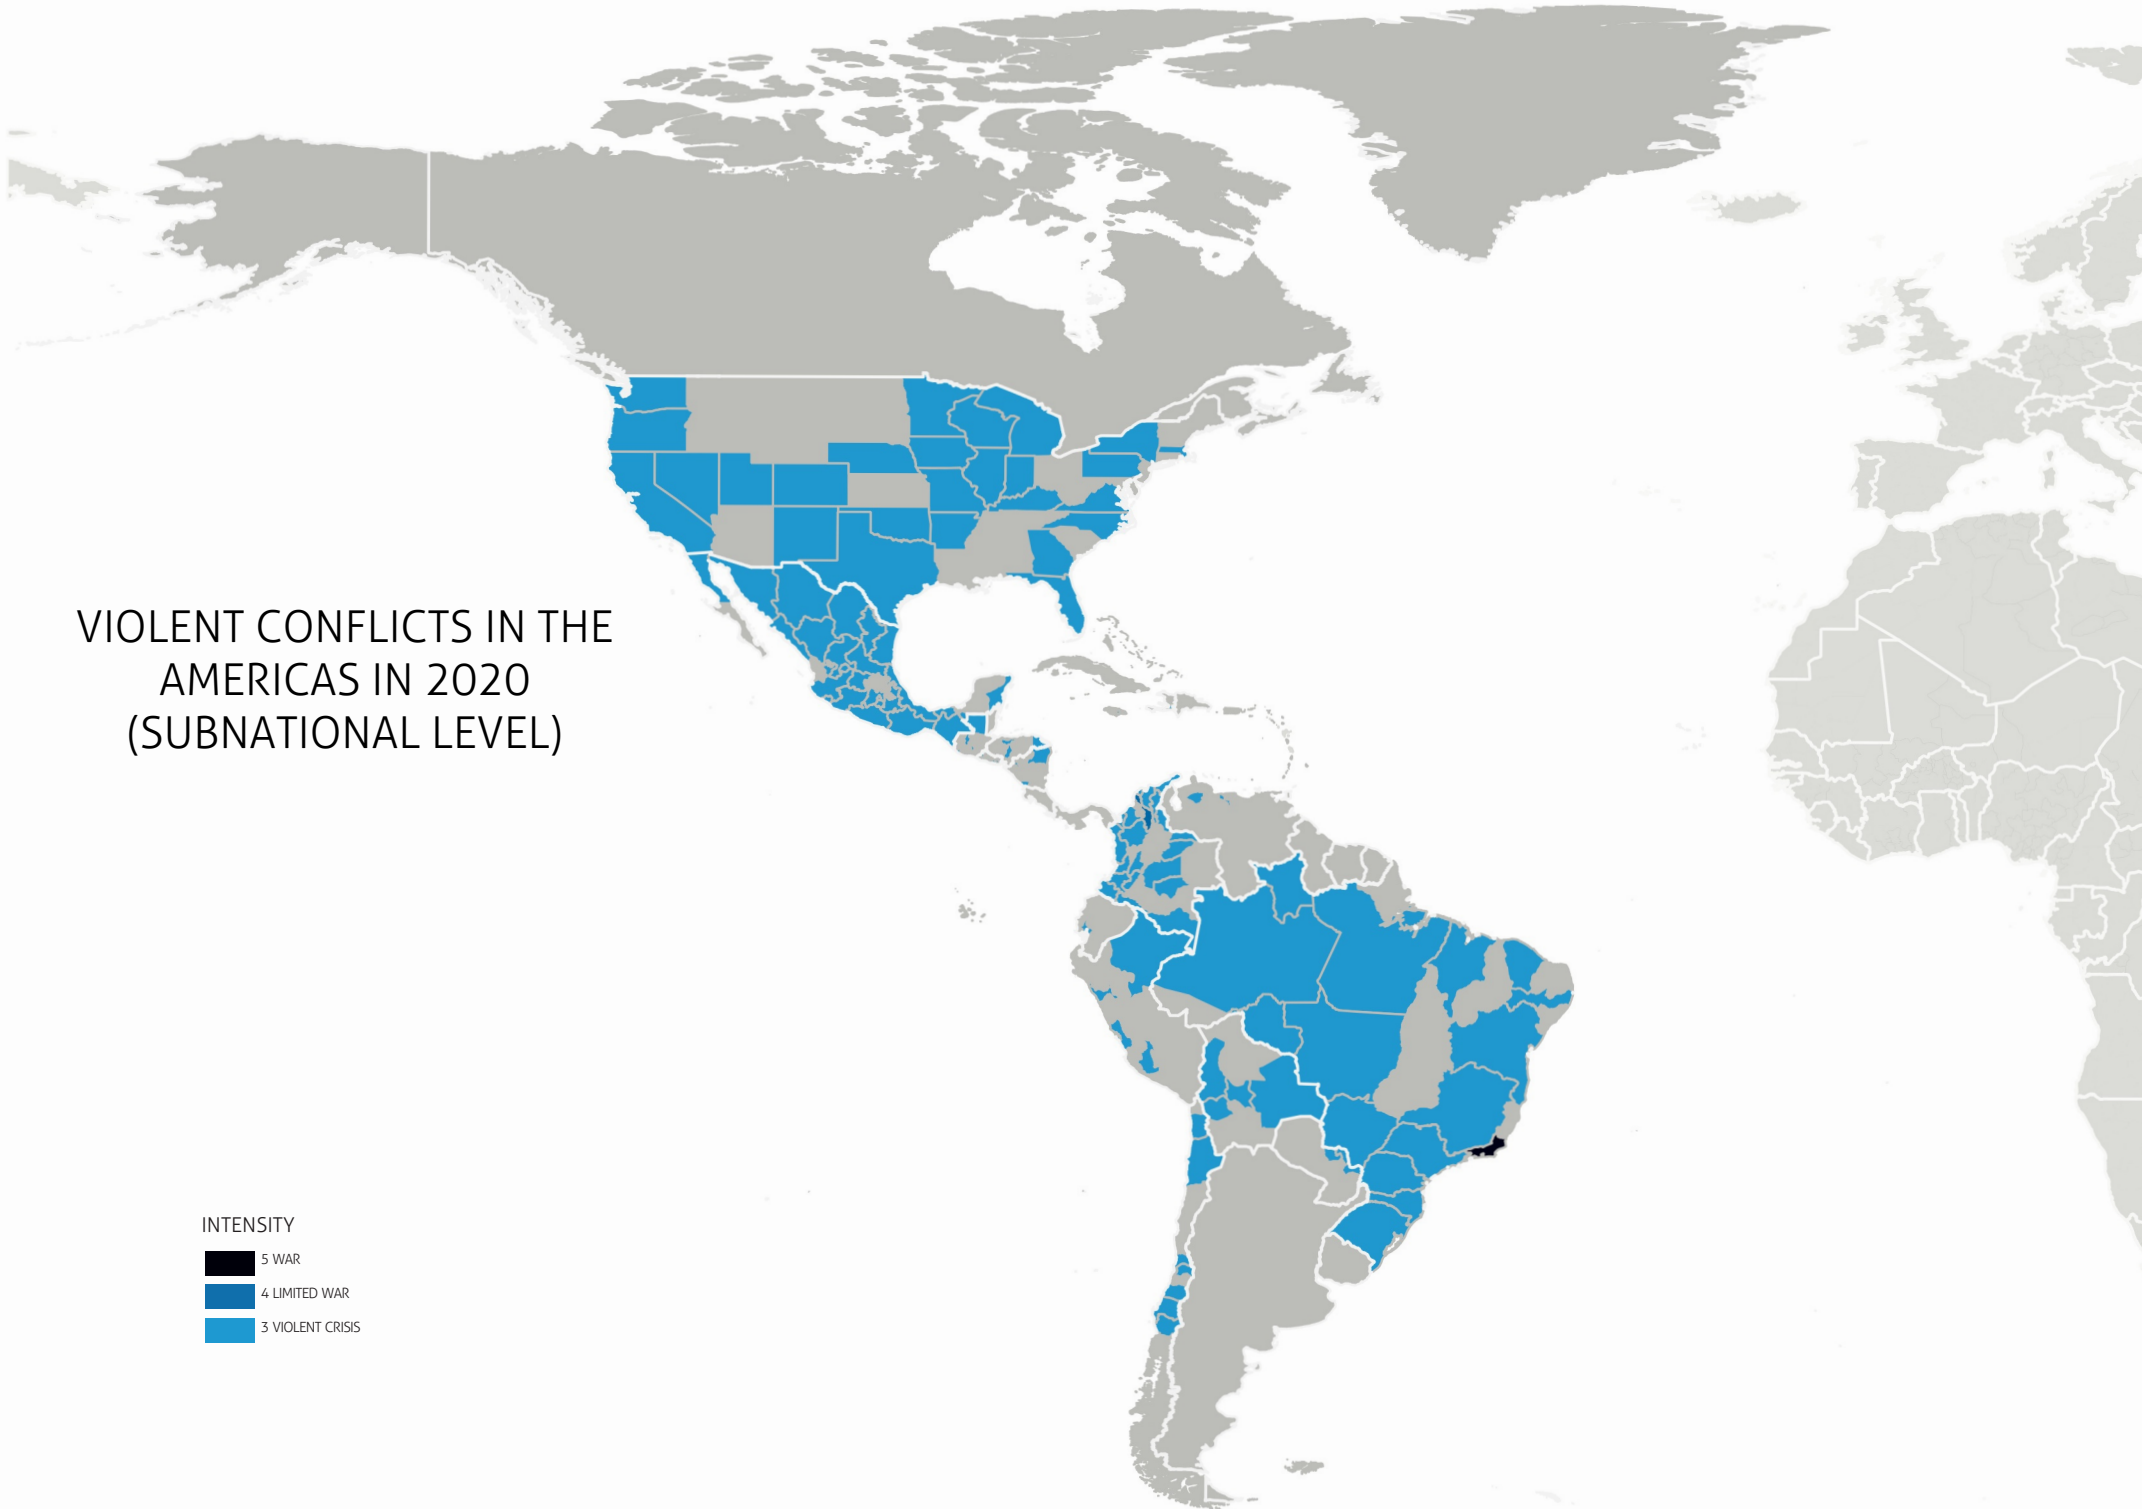 VIOLENT CONFLICTS IN THE
AMERICAS IN 2020
(SUBNATIONAL LEVEL)
INTENSITY
5 WAR
4 LIMITED WAR
3 VIOLENT CRISIS